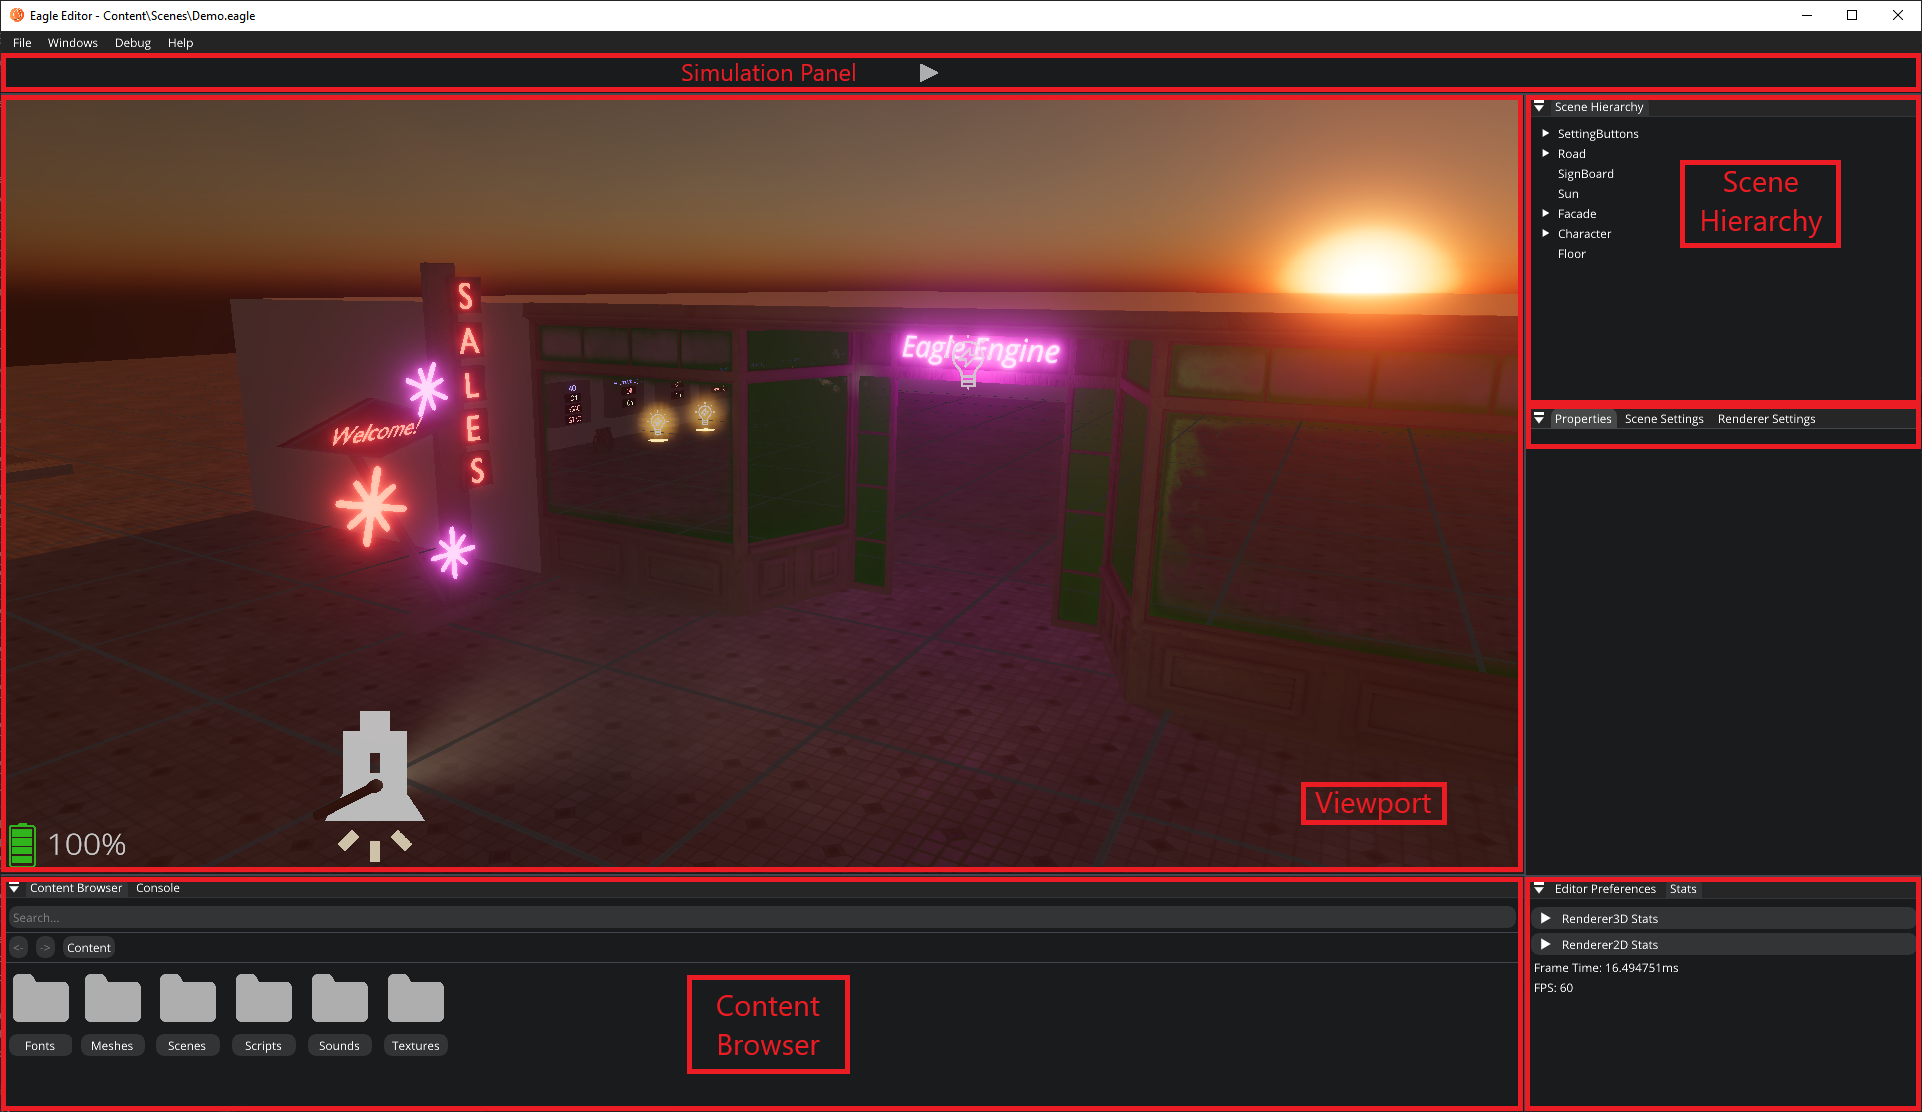 Eagle Editor - Content\Scenes\Demo.eagle
File Windows Debug Help
Simulation Panel
Scene Hierarchy
SettingButtons
Road
SignBoard
Sun
Facade
Character
Floor
Scene
Hierarchy
Properties Scene Settings Renderer Settings
SALES
Welcome!
Eagle Engine
Viewport
100%
Content Browser Console
Search...
<- -> Content
Fonts Meshes Scenes Scripts Sounds Textures
Content
Browser
Editor Preferences Stats
Renderer3D Stats
Renderer2D Stats
Frame Time: 16.494751ms
FPS: 60